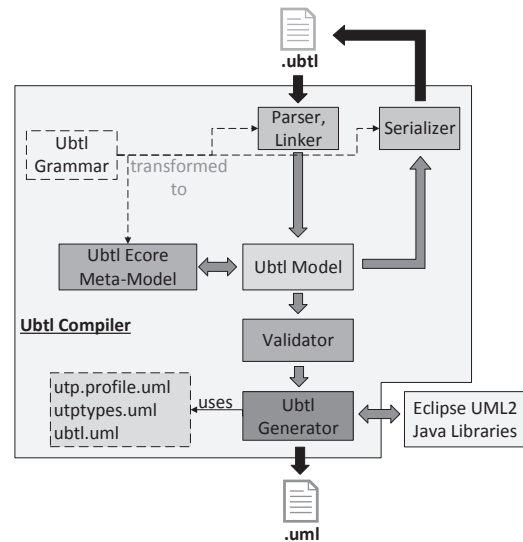 .ubtl
Parser,
Linker
Serializer
Ubtl
Grammar
transformed
to
Ubtl Ecore
Meta-Model
Ubtl Model
Ubtl Compiler
Validator
utp.profile.uml
utptypes.uml
ubtl.uml
uses
Ubtl
Generator
Eclipse UML2
Java Libraries
.uml